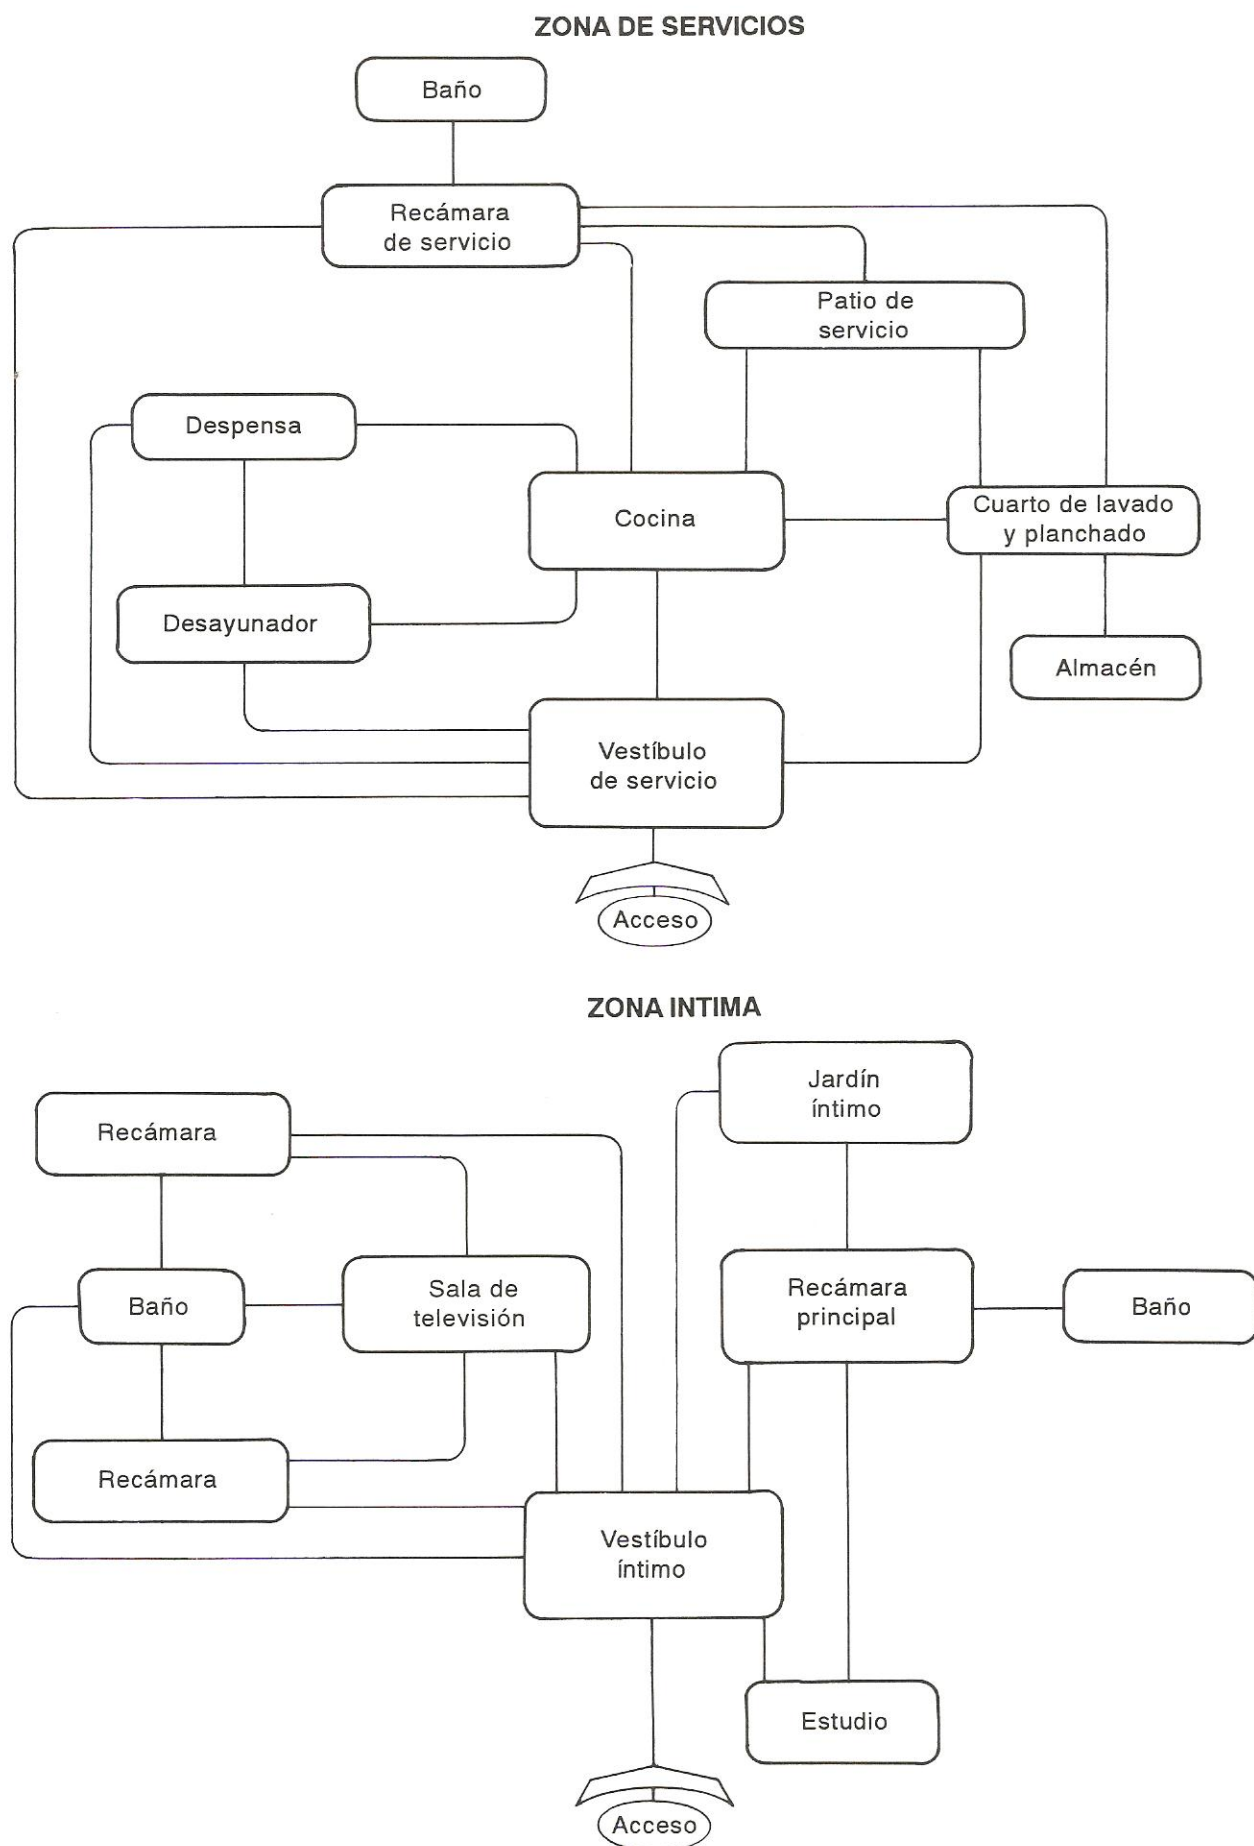 ZONA DE SERVICIOS
Baño
Recámara
de servicio
Patio de
servicio
Despensa
Cocina
Cuarto de lavado
y planchado
Desayunador
Almacén
Vestíbulo
de servicio
Acceso
ZONA INTIMA
Jardín
íntimo
Recámara
Sala de
televisión
Recámara
principal
Baño
Baño
Recámara
Vestíbulo
íntimo
Estudio
Acceso